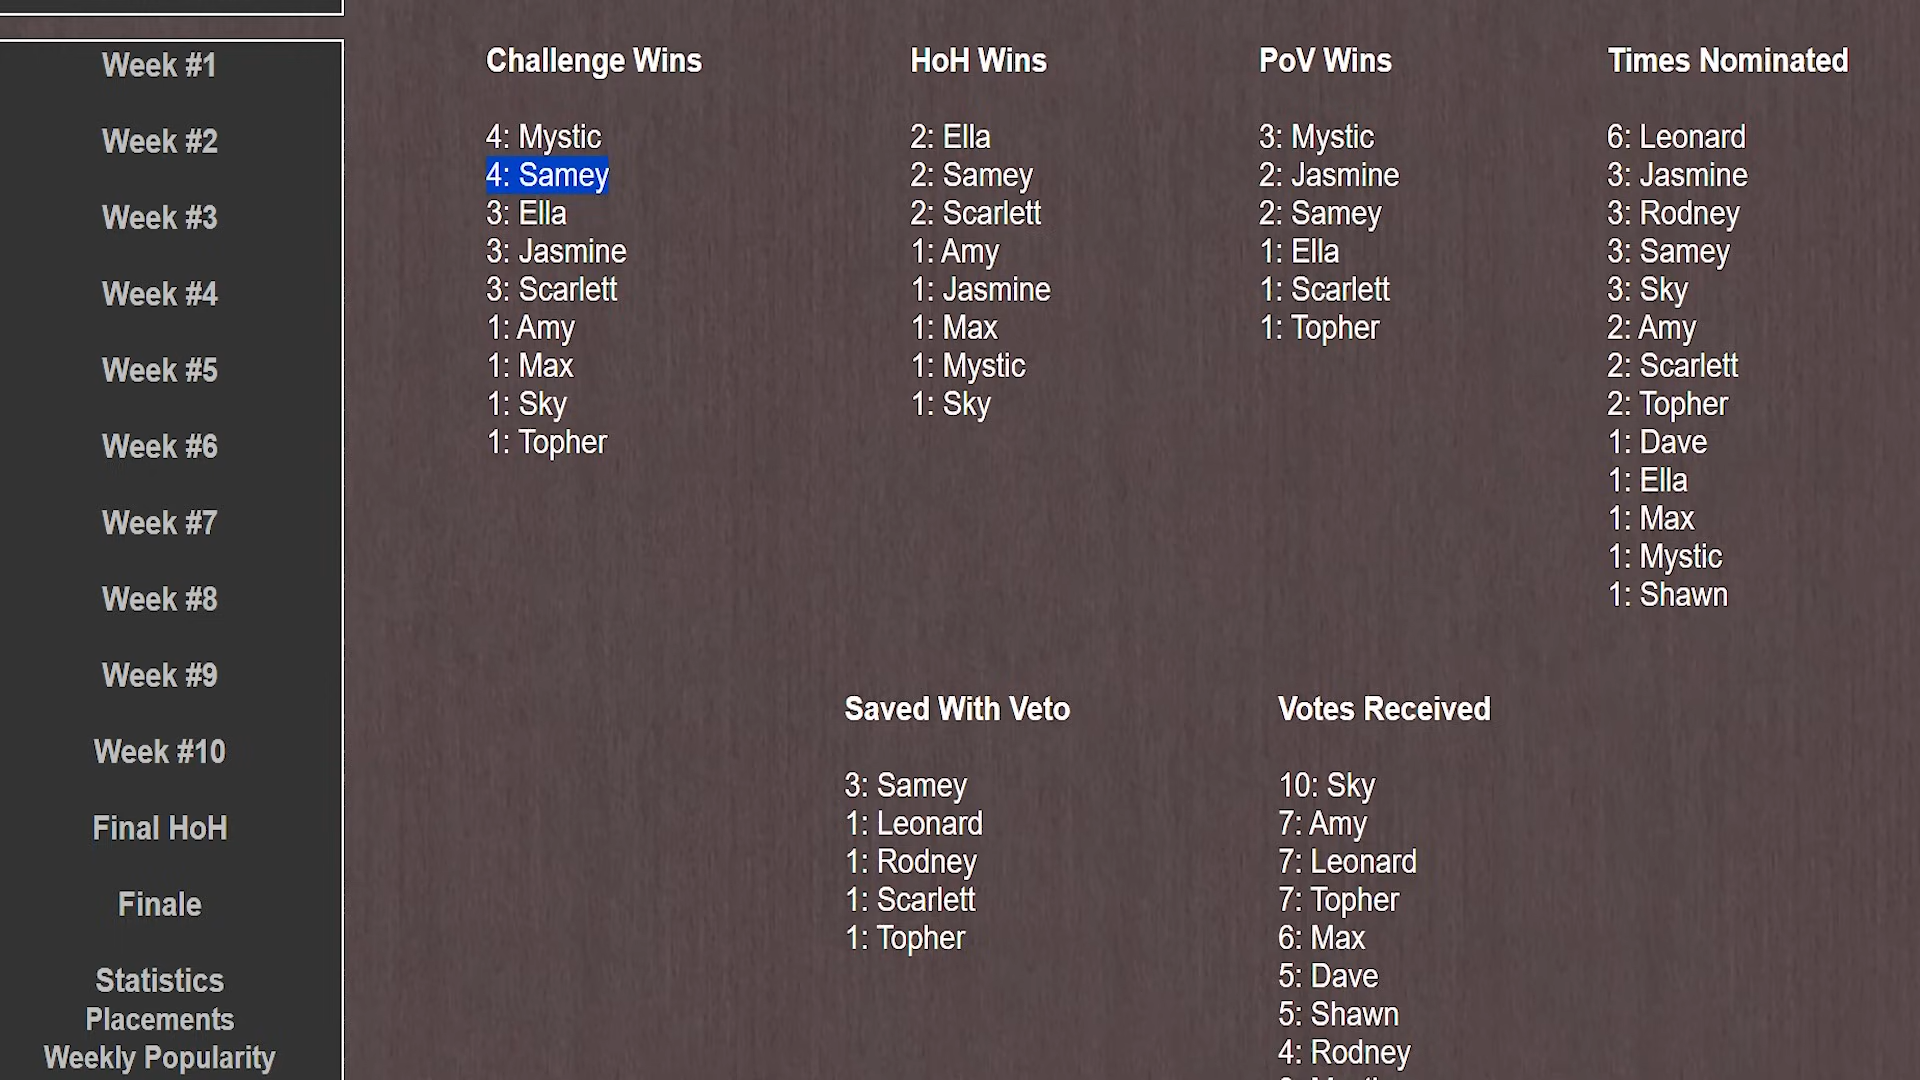 Week #1
Week #2
Week #3
Week #4
Week #5
Week #6
Week #7
Week #8
Week #9
Week #10
Final HoH
Finale
Statistics
Placements
Weekly Popularity
Challenge Wins
4: Mystic
4: Samey
3: Ella
3: Jasmine
3: Scarlett
1: Amy
1: Max
1: Sky
1: Topher
HoH Wins
2: Ella
2: Samey
2: Scarlett
1: Amy
1: Jasmine
1: Max
1: Mystic
1: Sky
PoV Wins
3: Mystic
2: Jasmine
2: Samey
1: Ella
1: Scarlett
1: Topher
Times Nominated
6: Leonard
3: Jasmine
3: Rodney
3: Samey
3: Sky
2: Amy
2: Scarlett
2: Topher
1: Dave
1: Ella
1: Max
1: Mystic
1: Shawn
Saved With Veto
3: Samey
1: Leonard
1: Rodney
1: Scarlett
1: Topher
Votes Received
10: Sky
7: Amy
7: Leonard
7: Topher
6: Max
5: Dave
5: Shawn
4: Rodney